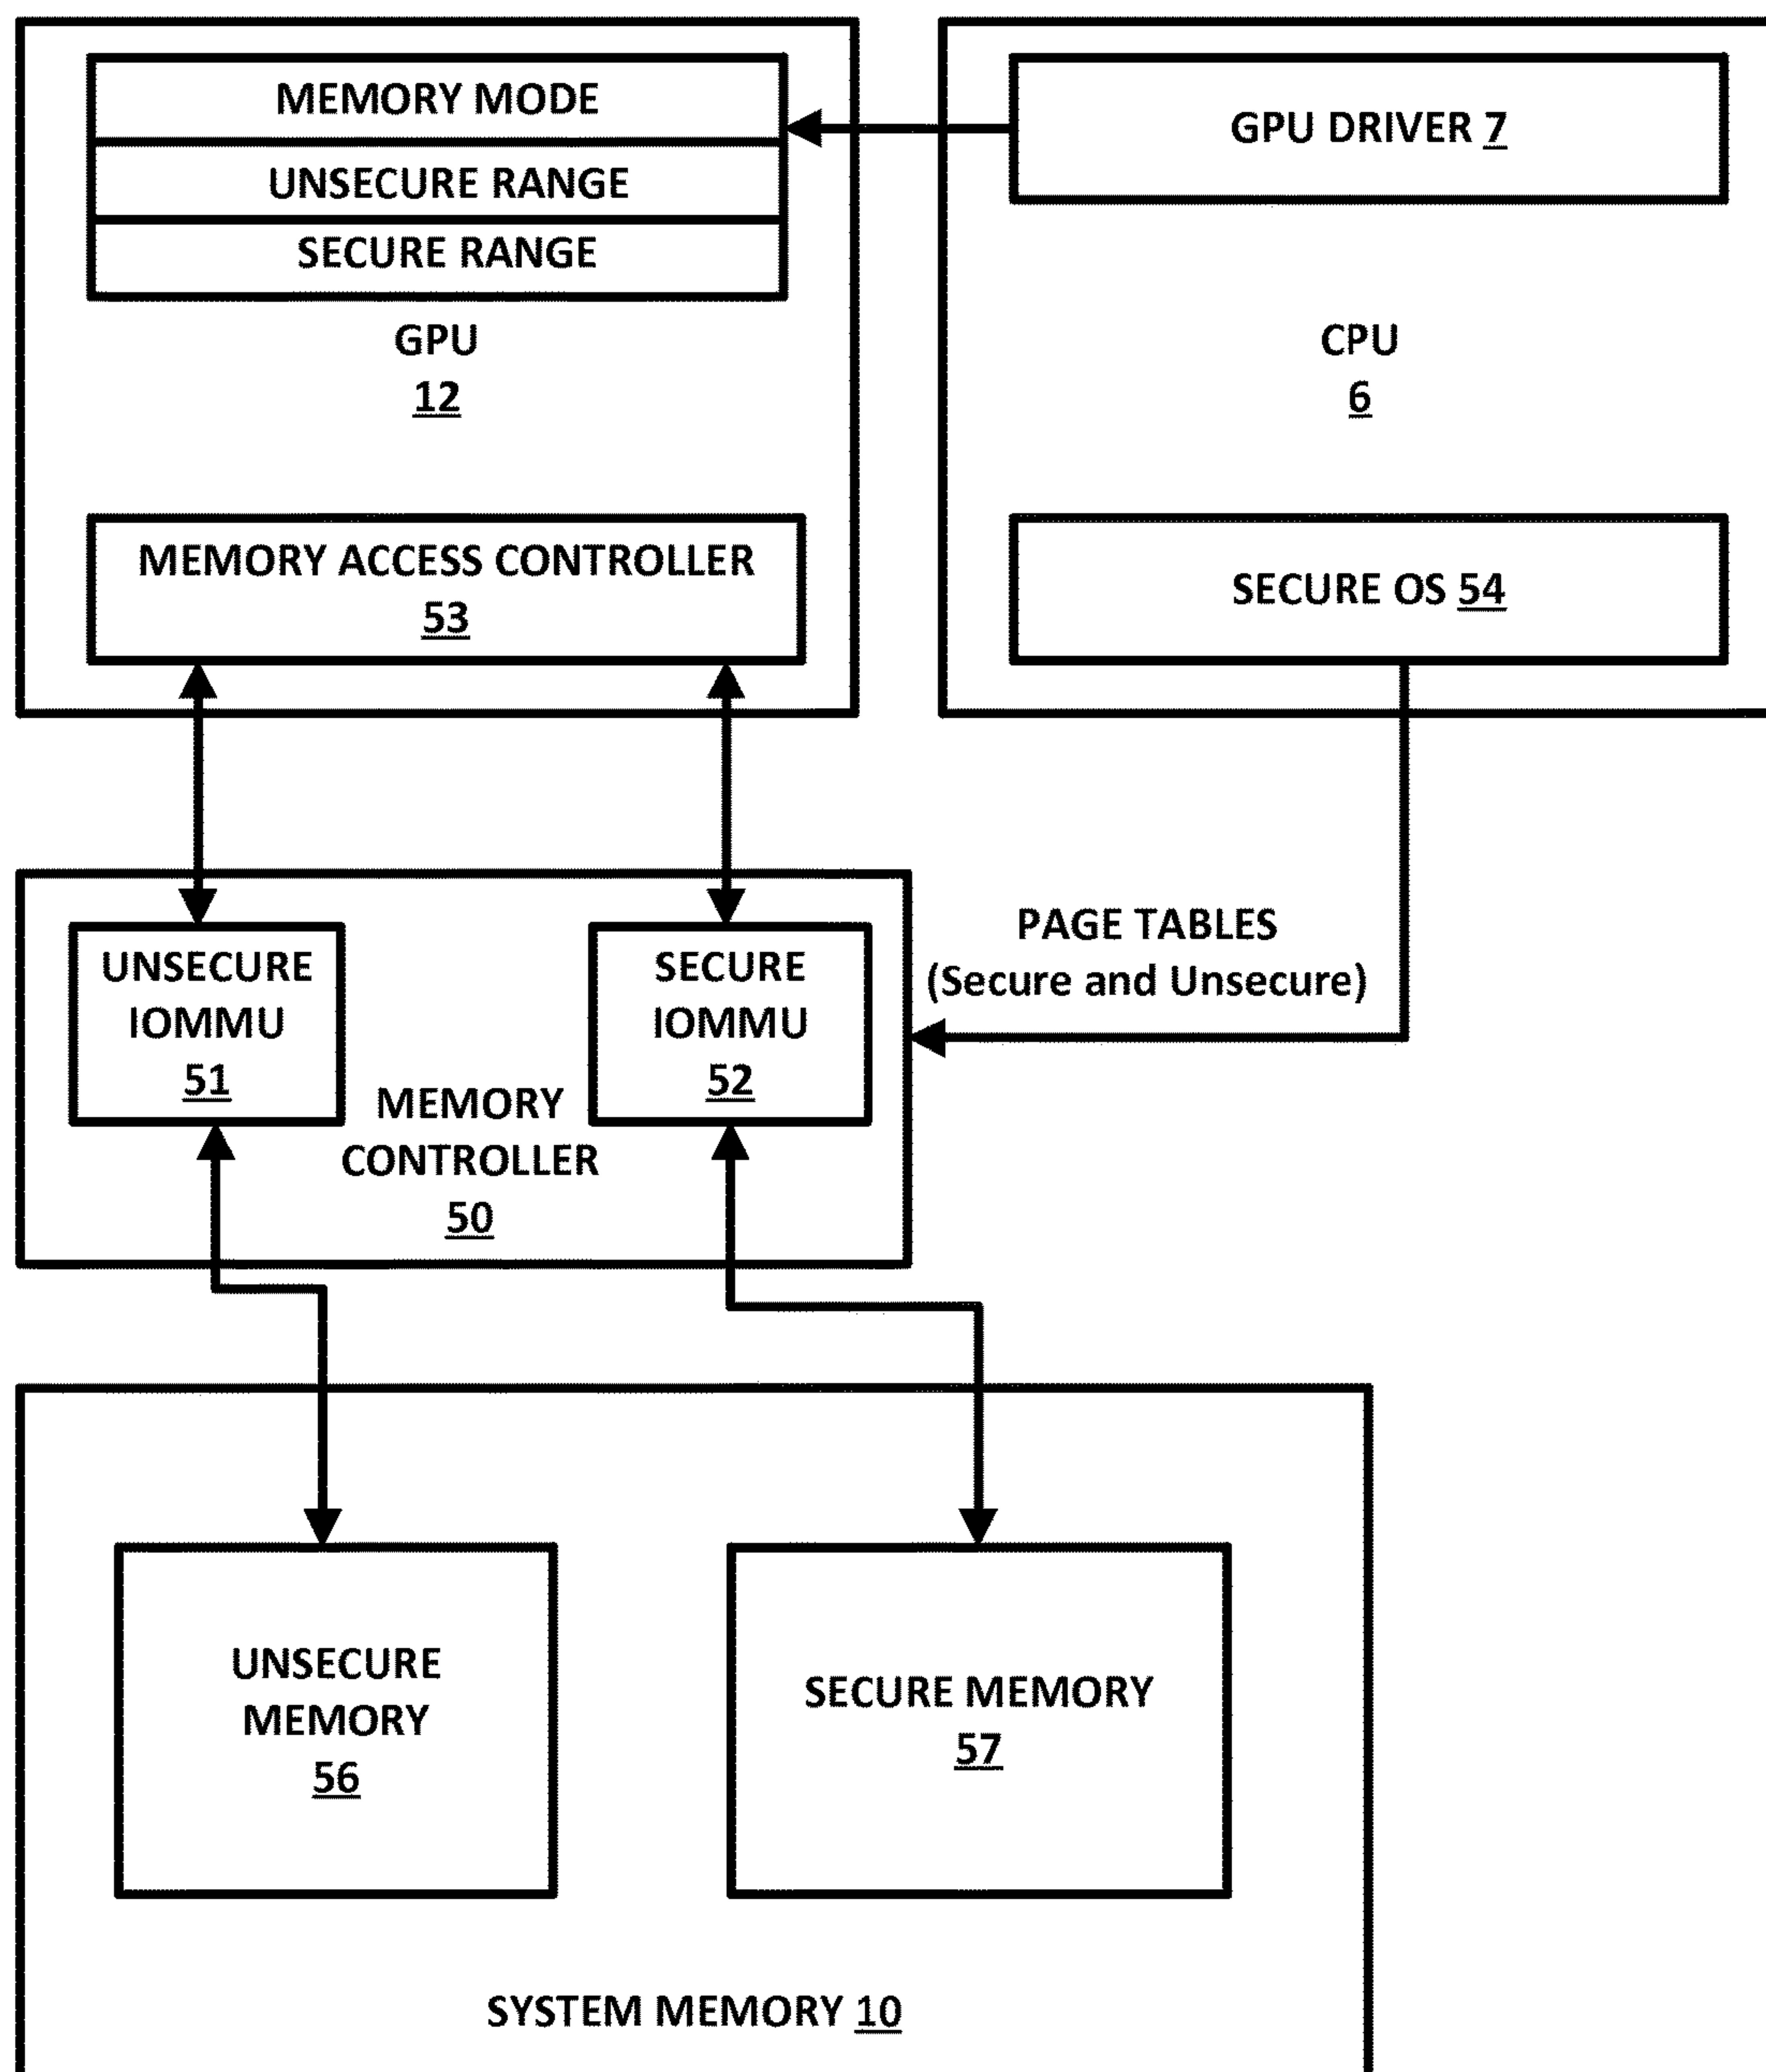 MEMORY MODE
UNSECURE RANGE
SECURE RANGE
GPU
12
MEMORY ACCESS CONTROLLER
53
GPU DRIVER 7
CPU
6
SECURE OS 54
UNSECURE
IOMMU
51
SECURE
IOMMU
52
MEMORY
CONTROLLER
50
PAGE TABLES
(Secure and Unsecure)
UNSECURE
MEMORY
56
SECURE MEMORY
57
SYSTEM MEMORY 10